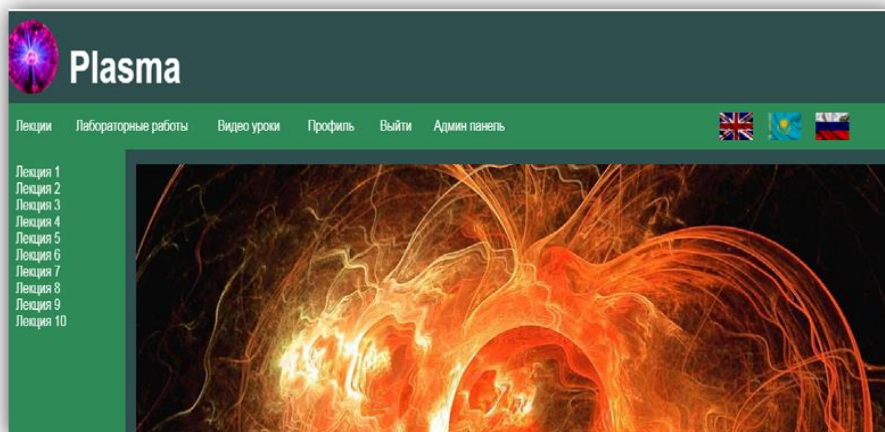 Plasma
Лекции Лабораторные работы Видео уроки Профиль Выйти Админ панель
Лекция 1
Лекция 2
Лекция 3
Лекция 4
Лекция 5
Лекция 6
Лекция 7
Лекция 8
Лекция 9
Лекция 10